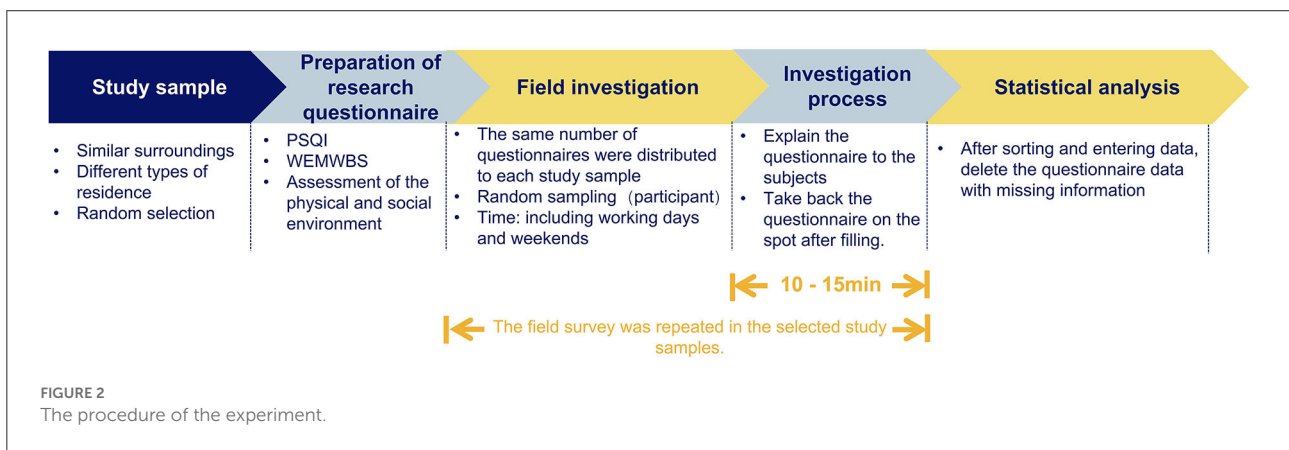 Study sample
Preparation of
research
questionnaire
Field investigation
Investigation
process
Statistical analysis
• Similar surroundings
• Different types of
residence
• Random selection
• PSQI
• WEMWBS
• Assessment of the
physical and social
environment
• The same number of
questionnaires were distributed
to each study sample
• Random sampling （participant）
• Time: including working days
and weekends
• Explain the
questionnaire to the
subjects
• Take back the
questionnaire on the
spot after filling.
• After sorting and entering data,
delete the questionnaire data
with missing information
10 - 15min
The field survey was repeated in the selected study
samples.
FIGURE 2
The procedure of the experiment.